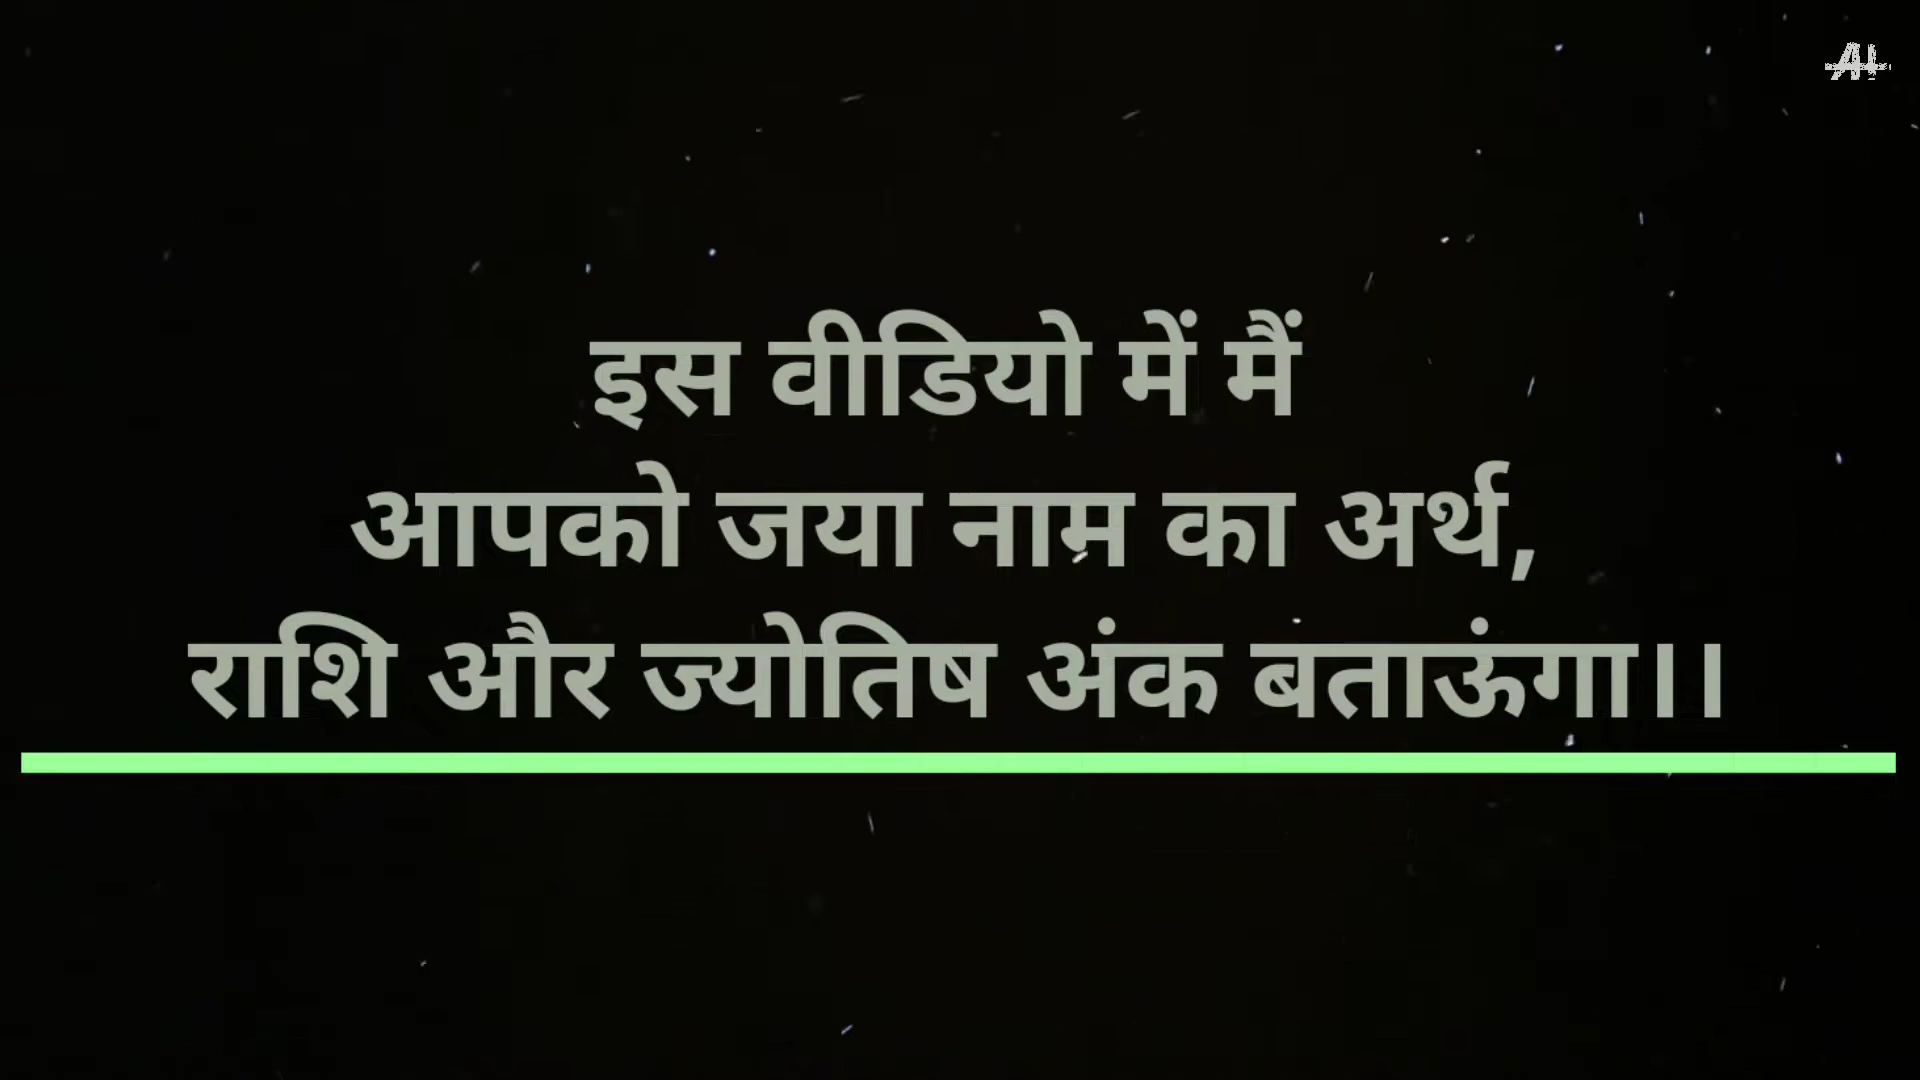 इस वीडियो में मैं
आपको जया नाम का अर्थ,
राशि और ज्योतिष अंक बताऊंगा।।